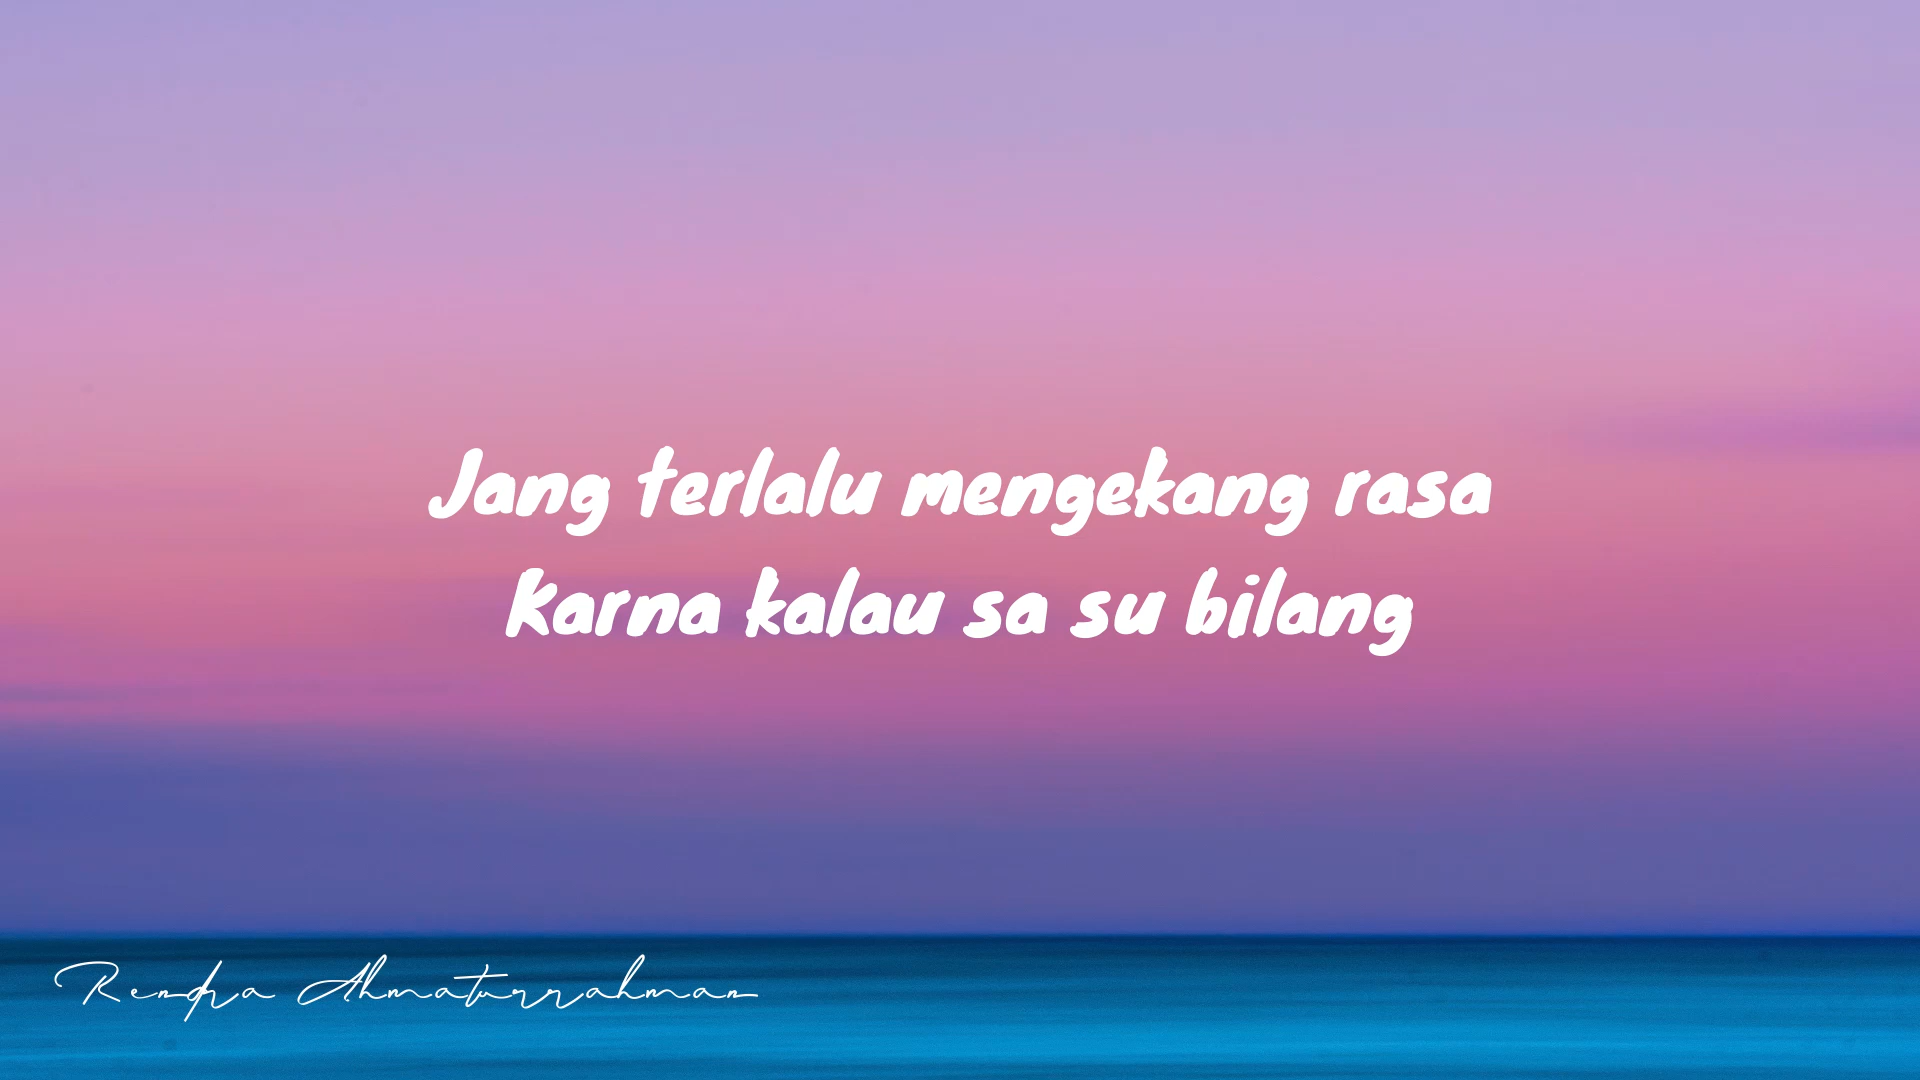 Jang terlalu mengekang rasa
Karna kalau sa su bilang
Rendra Ahmaturrahman